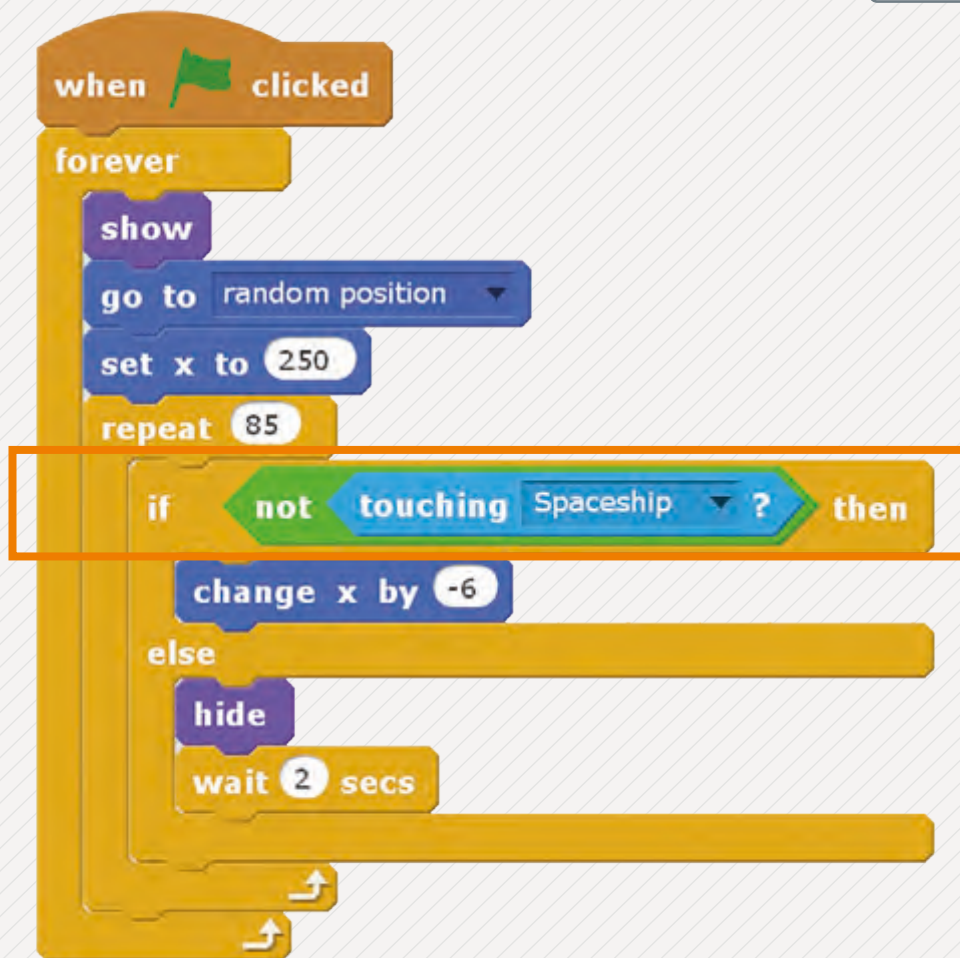 when clicked
forever
show
go to random position
set x to 250
repeat 85
if not touching Spaceship ? then
change x by -6
else
hide
wait 2 secs